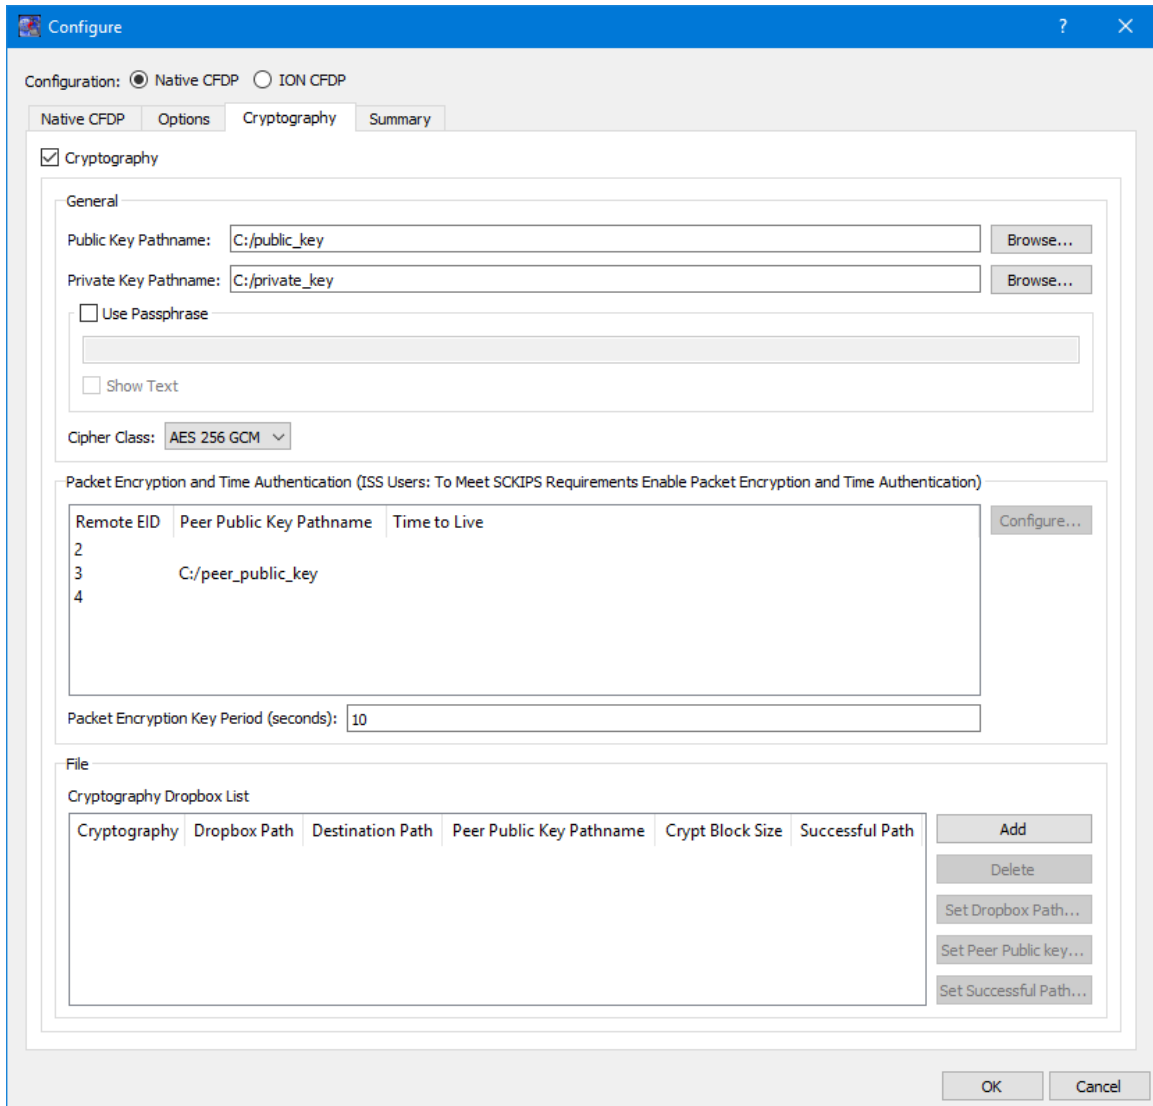 Configure ?
Configuration: Native CFDP ION CFDP
Native CFDP Options Cryptography Summary
Cryptography
General
Public Key Pathname: C:/public_key Browse...
Private Key Pathname: C:/private_key Browse...
Use Passphrase
Show Text
Cipher Class: AES 256 GCM
Packet Encryption and Time Authentication (ISS Users: To Meet SCKIPS Requirements Enable Packet Encryption and Time Authentication)
Remote EID Peer Public Key Pathname Time to Live Configure...
2
3 C:/peer_public_key
4
Packet Encryption Key Period (seconds): 10
File
Cryptography Dropbox List
Cryptography Dropbox Path Destination Path Peer Public Key Pathname Crypt Block Size Successful Path Add
Delete
Set Dropbox Path...
Set Peer Public key...
Set Successful Path...
OK Cancel